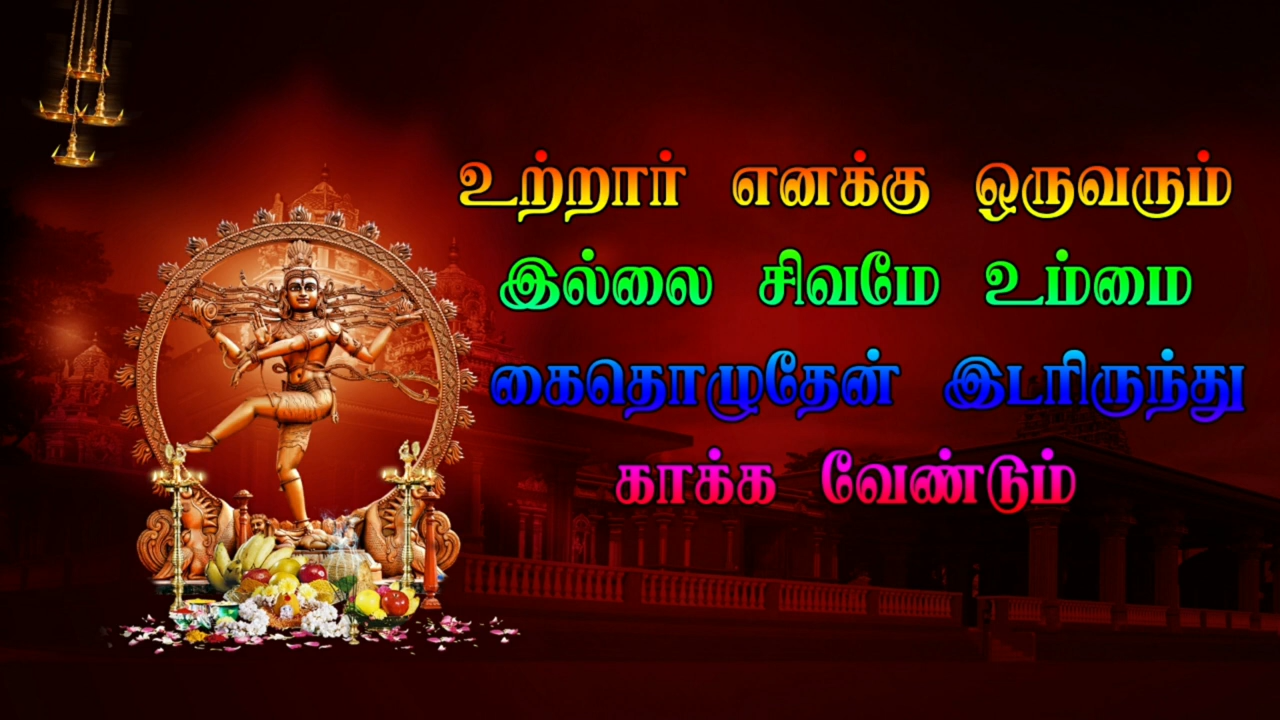 உற்றார் எனக்கு ஒருவரும்
இல்லை சிவமே உம்மை
கைதொழுதேன் இடரிருந்து
காக்க வேண்டும்